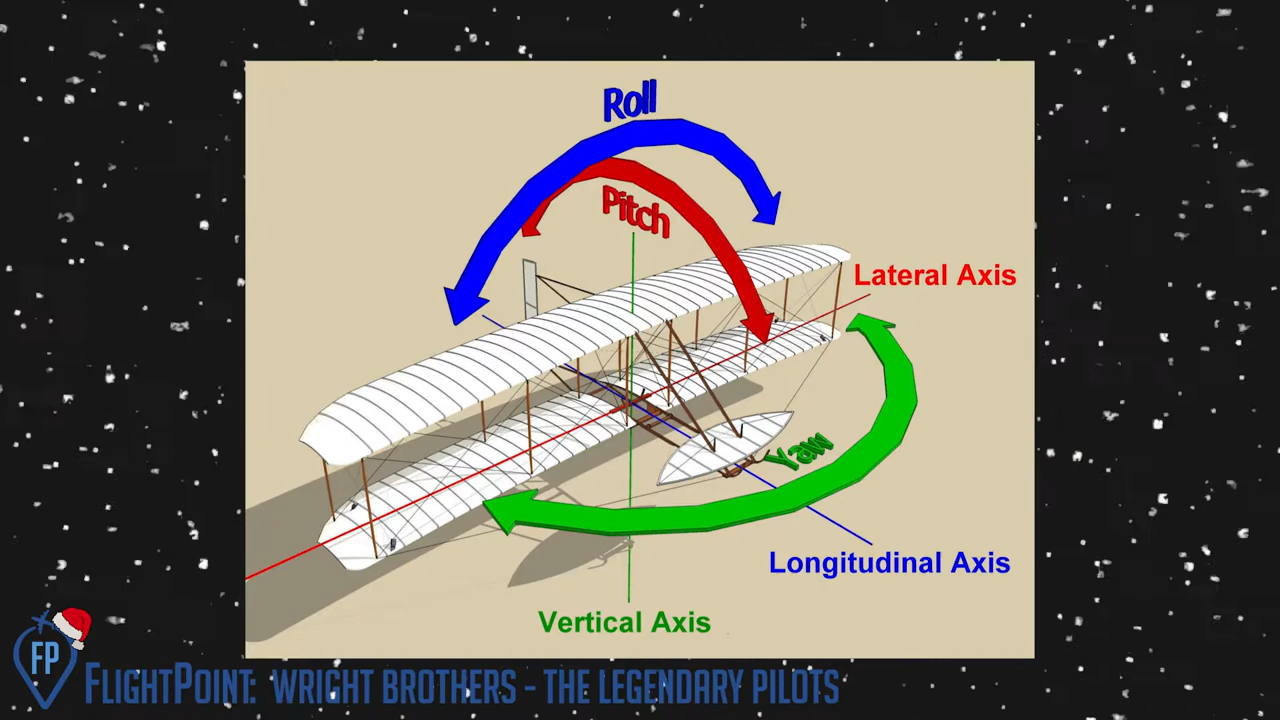 Roll
Pitch
Lateral Axis
Yaw
Longitudinal Axis
Vertical Axis
FP
FLIGHTPOINT: WRIGHT BROTHERS - THE LEGENDARY PILOTS